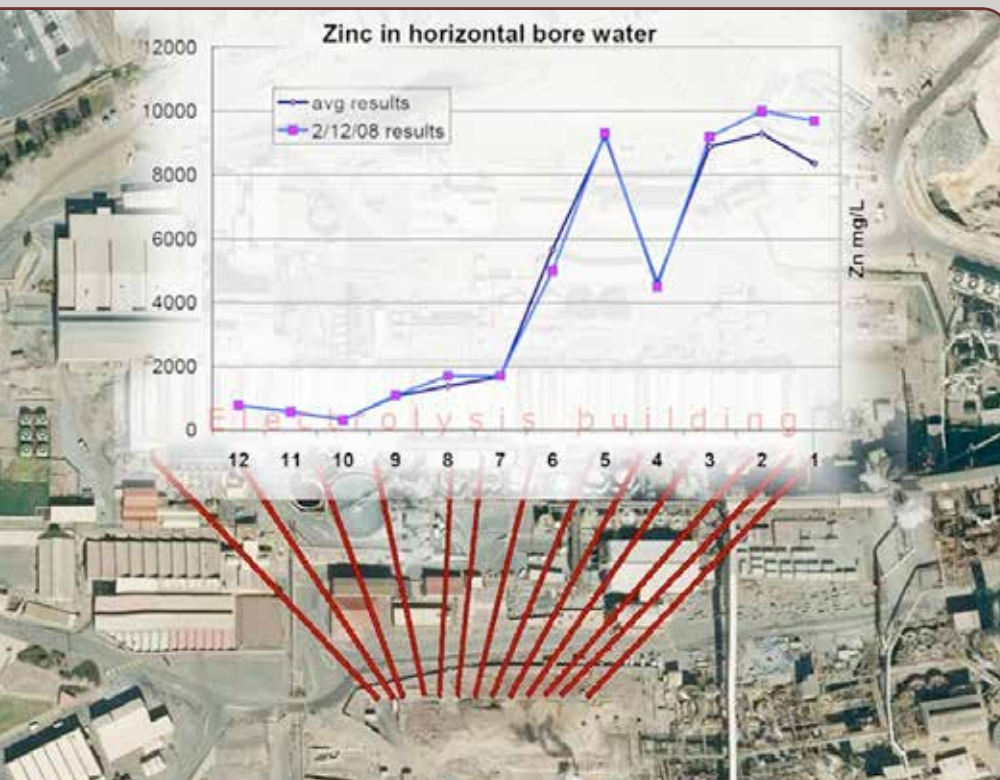 Zinc in horizontal bore water
12000
10000
8000
6000
4000
2000
0
avg results
2/12/08 results
Zn mg/L
Electrolysis building
12 11 10 9 8 7 6 5 4 3 2 1